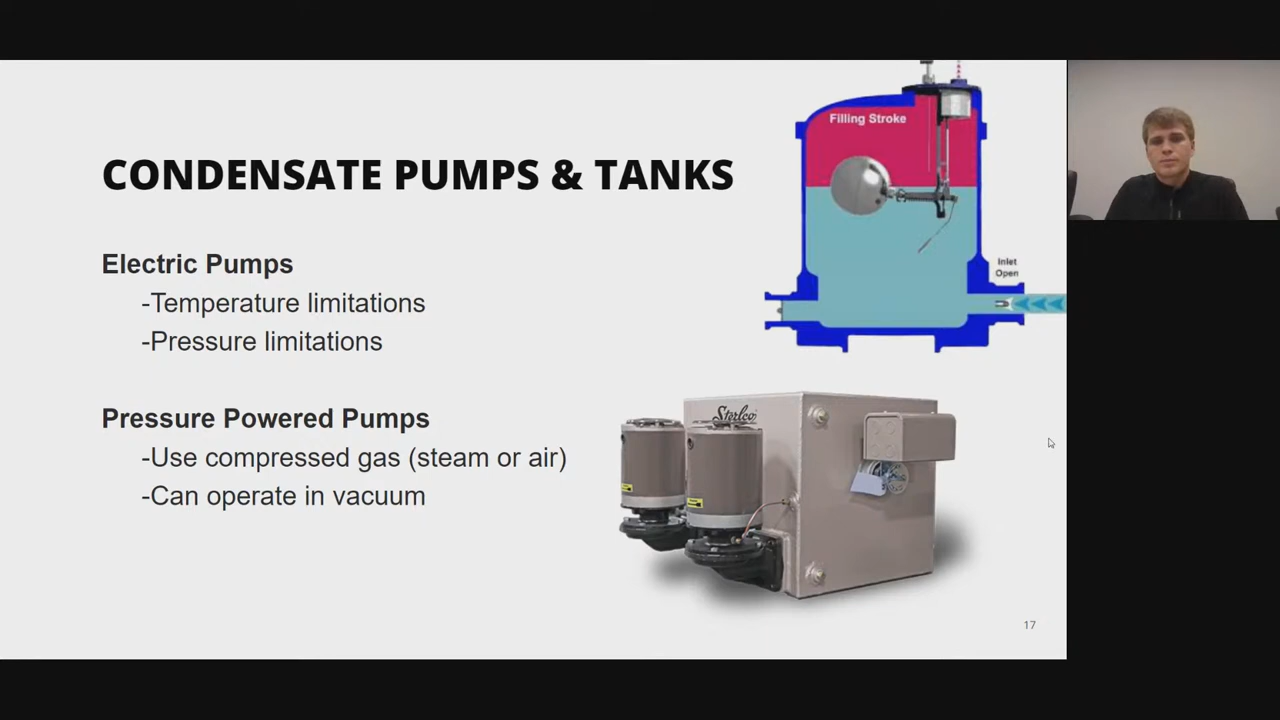 CONDENSATE PUMPS & TANKS
Electric Pumps
-Temperature limitations
-Pressure limitations
Pressure Powered Pumps
-Use compressed gas (steam or air)
-Can operate in vacuum
Filling Stroke
Inlet
Open
Sterlco
17